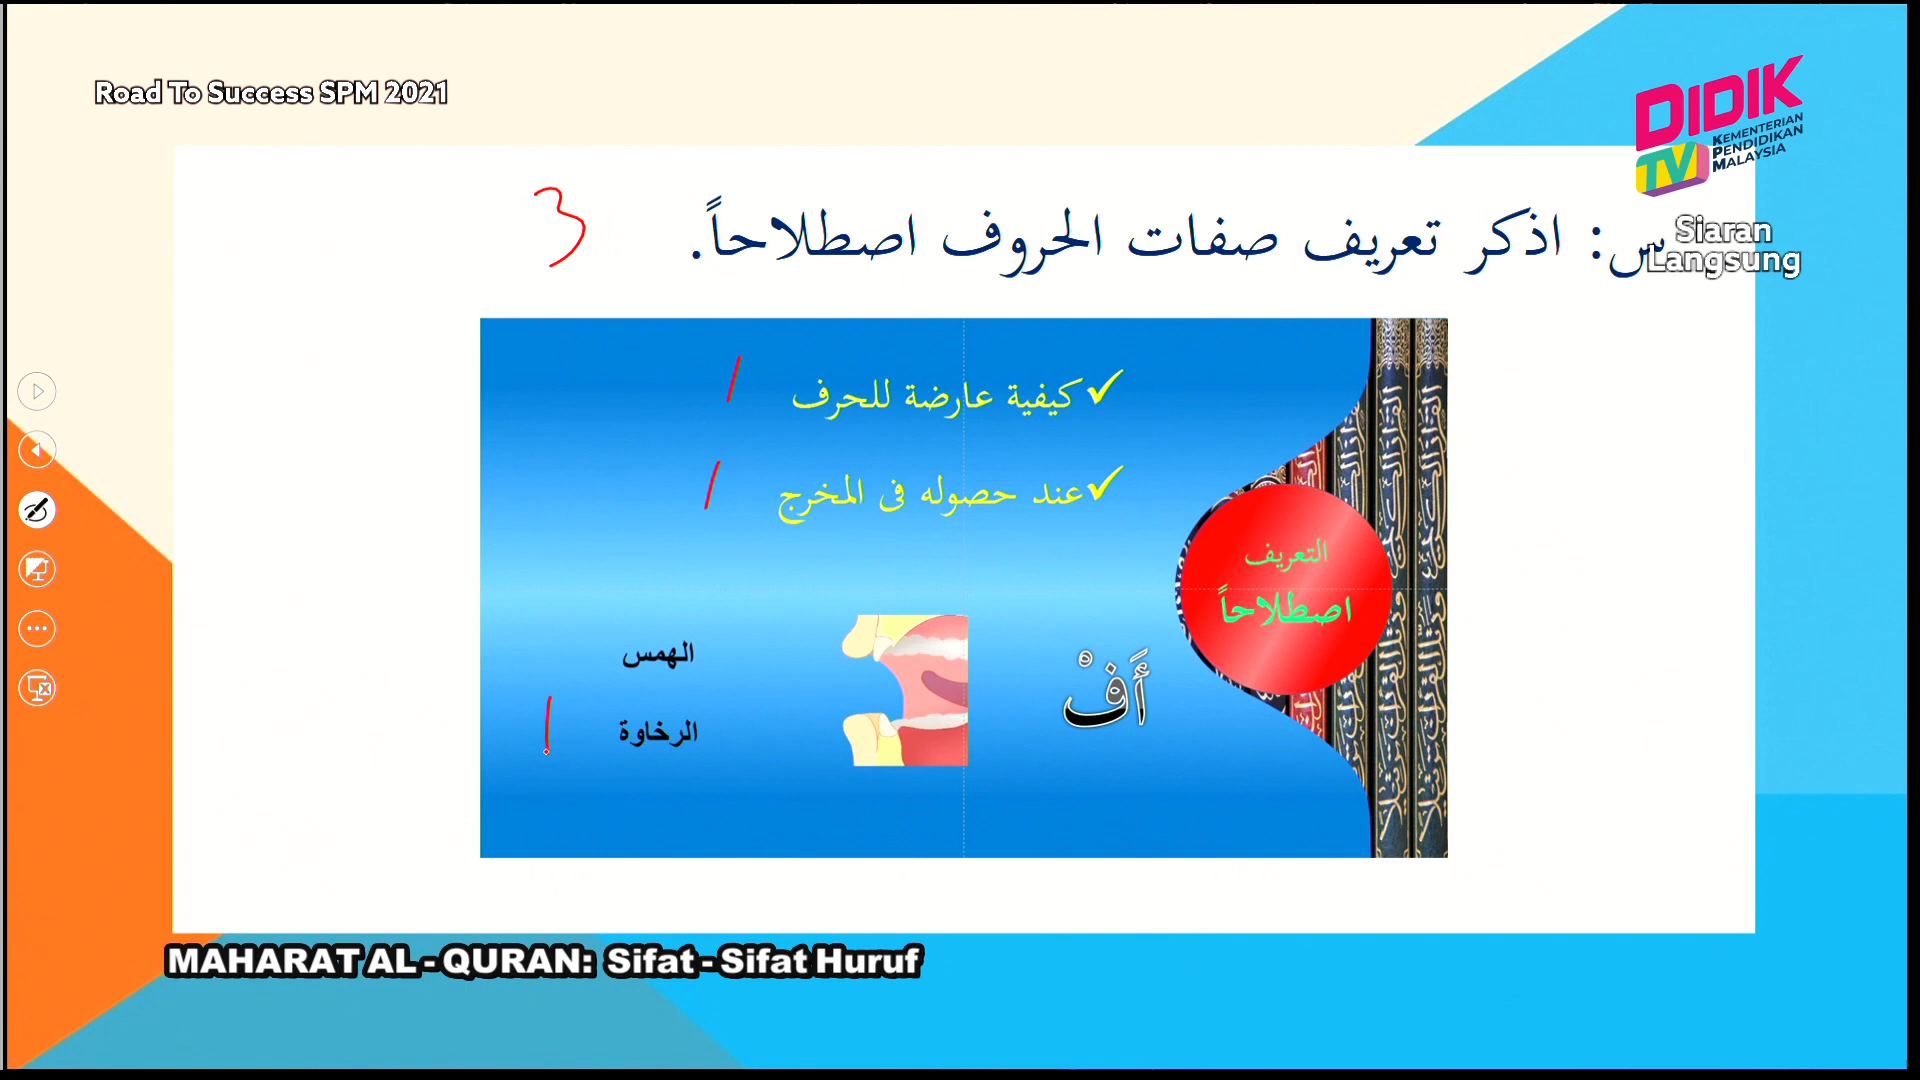 Road To Success SPM 2021
DIDIK
TV
KEMENTERIAN
PENDIDIKAN
MALAYSIA
Siaran
Langsung
س: اذكر تعريف صفات الحروف اصطلاحاً.
3
✓كيفية عارضة للحرف
✓عند حصوله فى المخرج
التعريف
اصطلاحاً
أَفْ
الهمس
الرخاوة
MAHARAT AL-QURAN: Sifat-Sifat Huruf